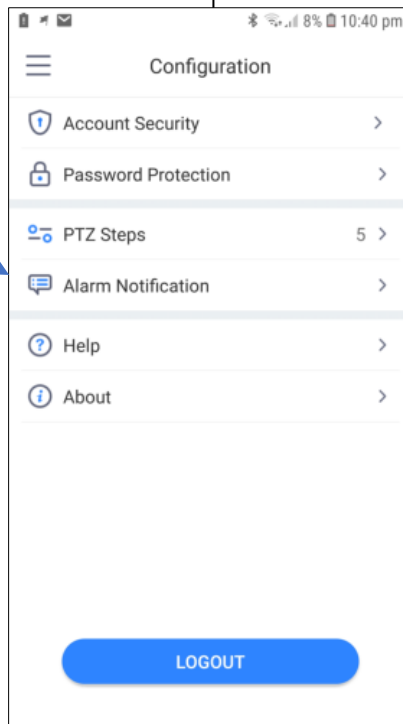 8% 10:40 pm
Configuration
Account Security
Password Protection
PTZ Steps 5
Alarm Notification
Help
About
LOGOUT